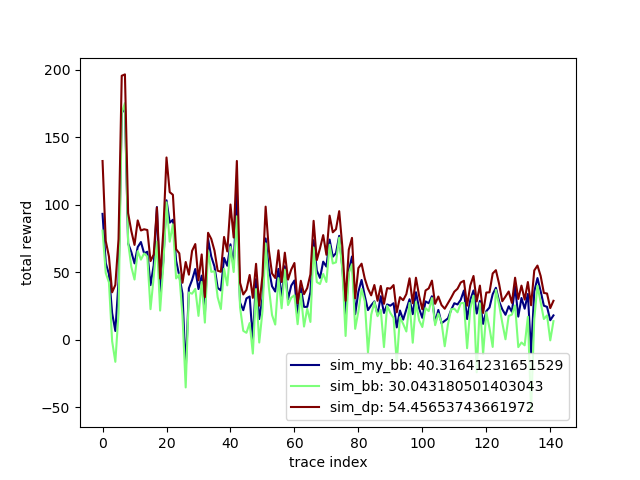 200
150
100
50
0
−50
total reward
sim_my_bb: 40.31641231651529
sim_bb: 30.043180501403043
sim_dp: 54.45653743661972
0 20 40 60 80 100 120 140
trace index